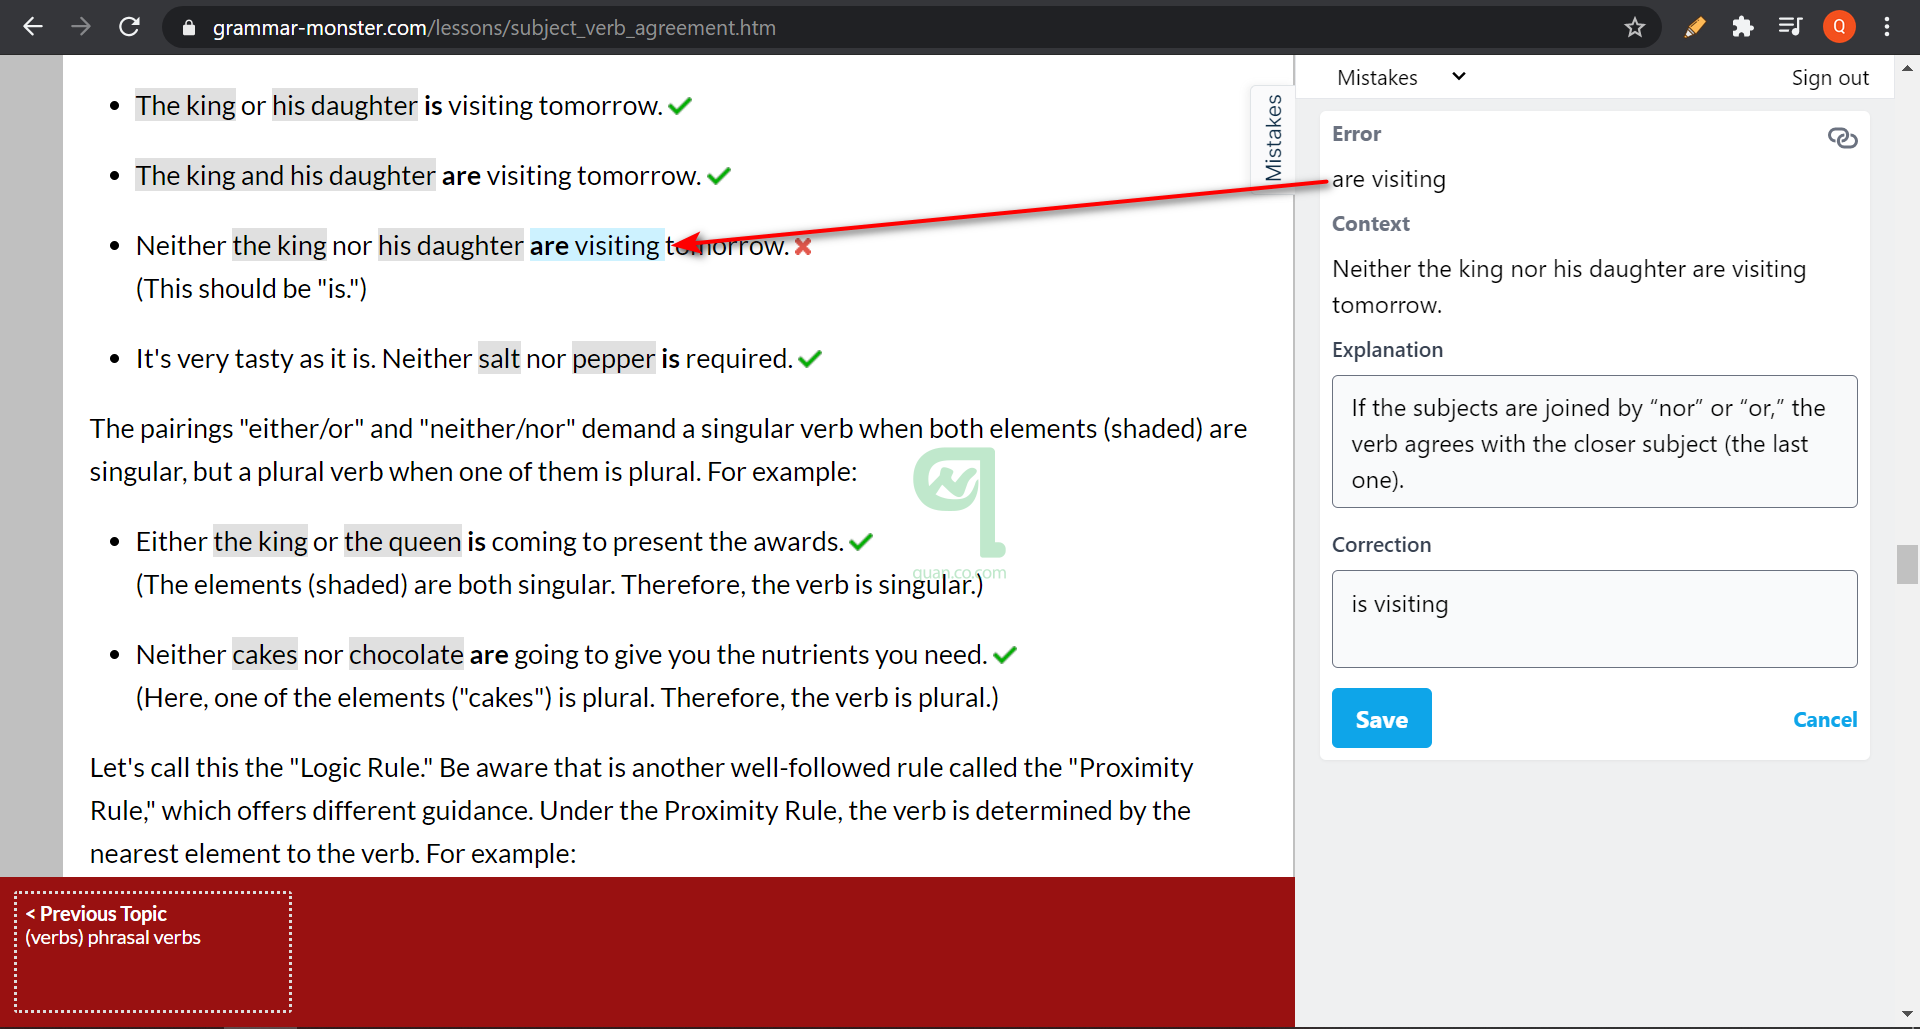 grammar-monster.com/lessons/subject_verb_agreement.htm
Q
The king or his daughter is visiting tomorrow.
The king and his daughter are visiting tomorrow.
Neither the king nor his daughter are visiting tomorrow.
(This should be "is.")
It's very tasty as it is. Neither salt nor pepper is required.
The pairings "either/or" and "neither/nor" demand a singular verb when both elements (shaded) are
singular, but a plural verb when one of them is plural. For example:
Either the king or the queen is coming to present the awards.
(The elements (shaded) are both singular. Therefore, the verb is singular.)
Neither cakes nor chocolate are going to give you the nutrients you need.
(Here, one of the elements ("cakes") is plural. Therefore, the verb is plural.)
Let's call this the "Logic Rule." Be aware that is another well-followed rule called the "Proximity
Rule," which offers different guidance. Under the Proximity Rule, the verb is determined by the
nearest element to the verb. For example:
quan.co.com
< Previous Topic
(verbs) phrasal verbs
Mistakes
Mistakes
Sign out
Error
are visiting
Context
Neither the king nor his daughter are visiting
tomorrow.
Explanation
If the subjects are joined by “nor” or “or,” the
verb agrees with the closer subject (the last
one).
Correction
is visiting
Save
Cancel